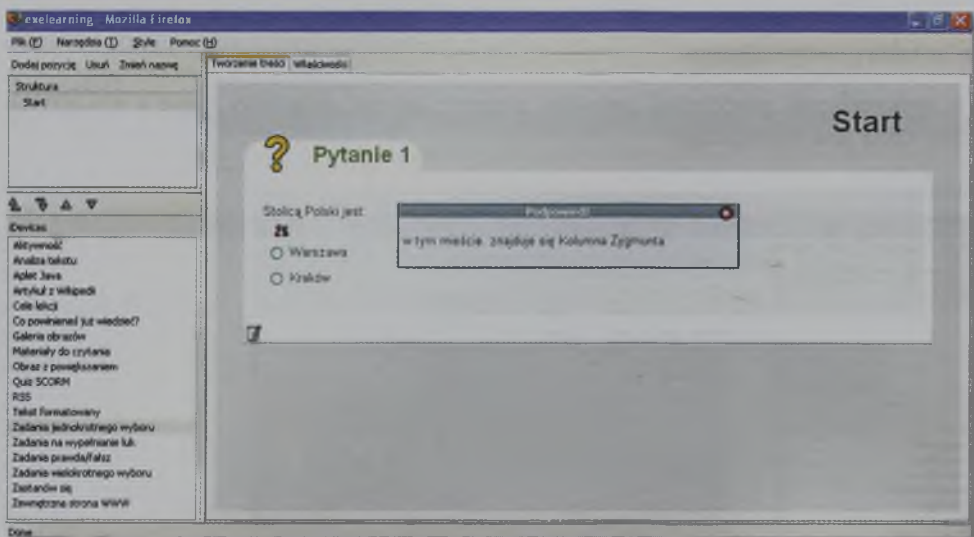 exelearning - Mozilla Firefox
Plik (F) Narzędzia (T) Style Pomoc (H)
Dodaj pozycję Usuń Zmień nazwę
Tworzenie treści Właściwości
Struktura
Start
Start
Pytanie 1
Stolicą Polski jest:
Podpowiedź
w tym mieście znajduje się Kolumna Zygmunta
Warszawa
Kraków
iDevices
Aktywność
Analiza tekstu
Aplet Java
Artykuł z Wikipedii
Cele lekcji
Co powinieneś już wiedzieć?
Galeria obrazów
Materiały do czytania
Obraz z powiększaniem
Quiz SCORM
RSS
Tekst formatowany
Zadania jednokrotnego wyboru
Zadania na wypełnianie luk
Zadania prawda/fałsz
Zadania wielokrotnego wyboru
Zastanów się
Zewnętrzna strona WWW
Done